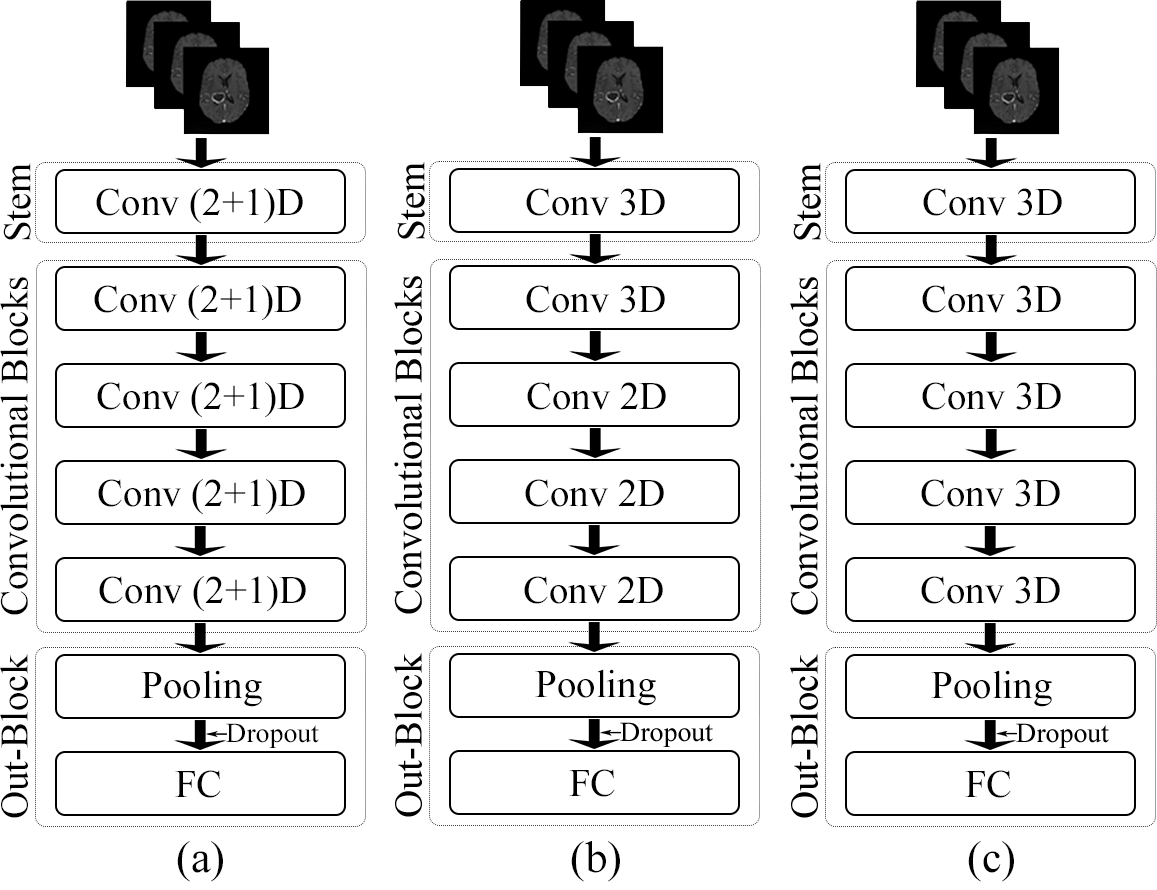 Stem
Conv (2+1)D
Convolutional Blocks
Conv (2+1)D
Conv (2+1)D
Conv (2+1)D
Conv (2+1)D
Out-Block
Pooling
Dropout
FC
(a)
Stem
Conv 3D
Convolutional Blocks
Conv 3D
Conv 2D
Conv 2D
Conv 2D
Out-Block
Pooling
Dropout
FC
(b)
Stem
Conv 3D
Convolutional Blocks
Conv 3D
Conv 3D
Conv 3D
Conv 3D
Out-Block
Pooling
Dropout
FC
(c)